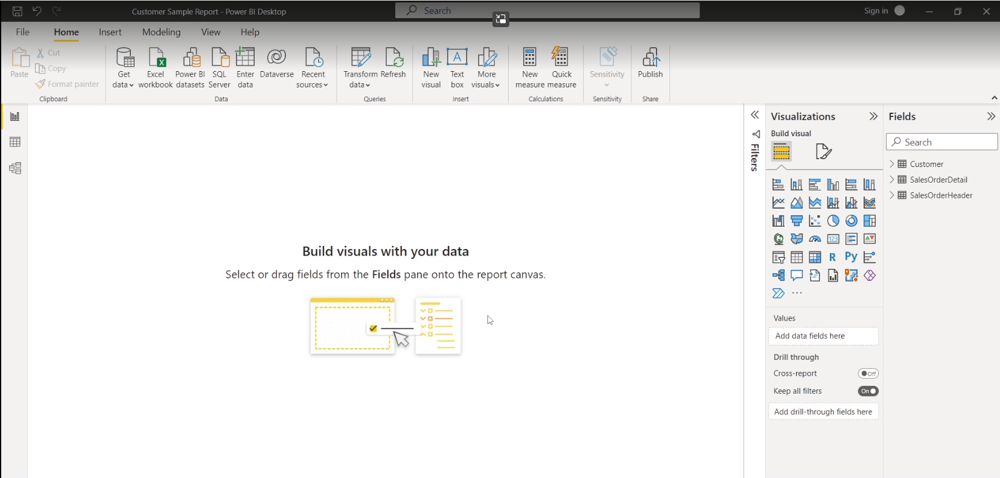 Customer Sample Report - Power BI Desktop
Search
Sign in
File
Home
Insert
Modeling
View
Help
Paste
Cut
Copy
Format painter
Clipboard
Get
data
Excel
workbook
Power BI
datasets
SQL
Server
Enter
data
Dataverse
Recent
sources
Data
Transform
data
Refresh
Queries
New
visual
Text
box
More
visuals
Insert
New
measure
Quick
measure
Calculations
Sensitivity
Sensitivity
Publish
Share
Build visuals with your data
Select or drag fields from the Fields pane onto the report canvas.
Filters
Visualizations
Build visual
123
R
Py
...
Values
Add data fields here
Drill through
Cross-report
Off
Keep all filters
On
Add drill-through fields here
Fields
Search
Customer
SalesOrderDetail
SalesOrderHeader